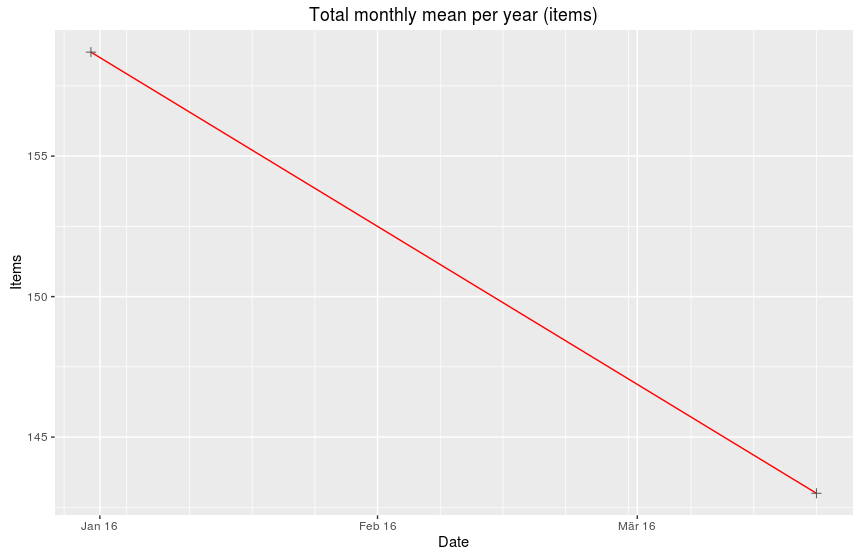 Total monthly mean per year (items)
155
150
145
Items
Jan 16
Feb 16
Mär 16
Date